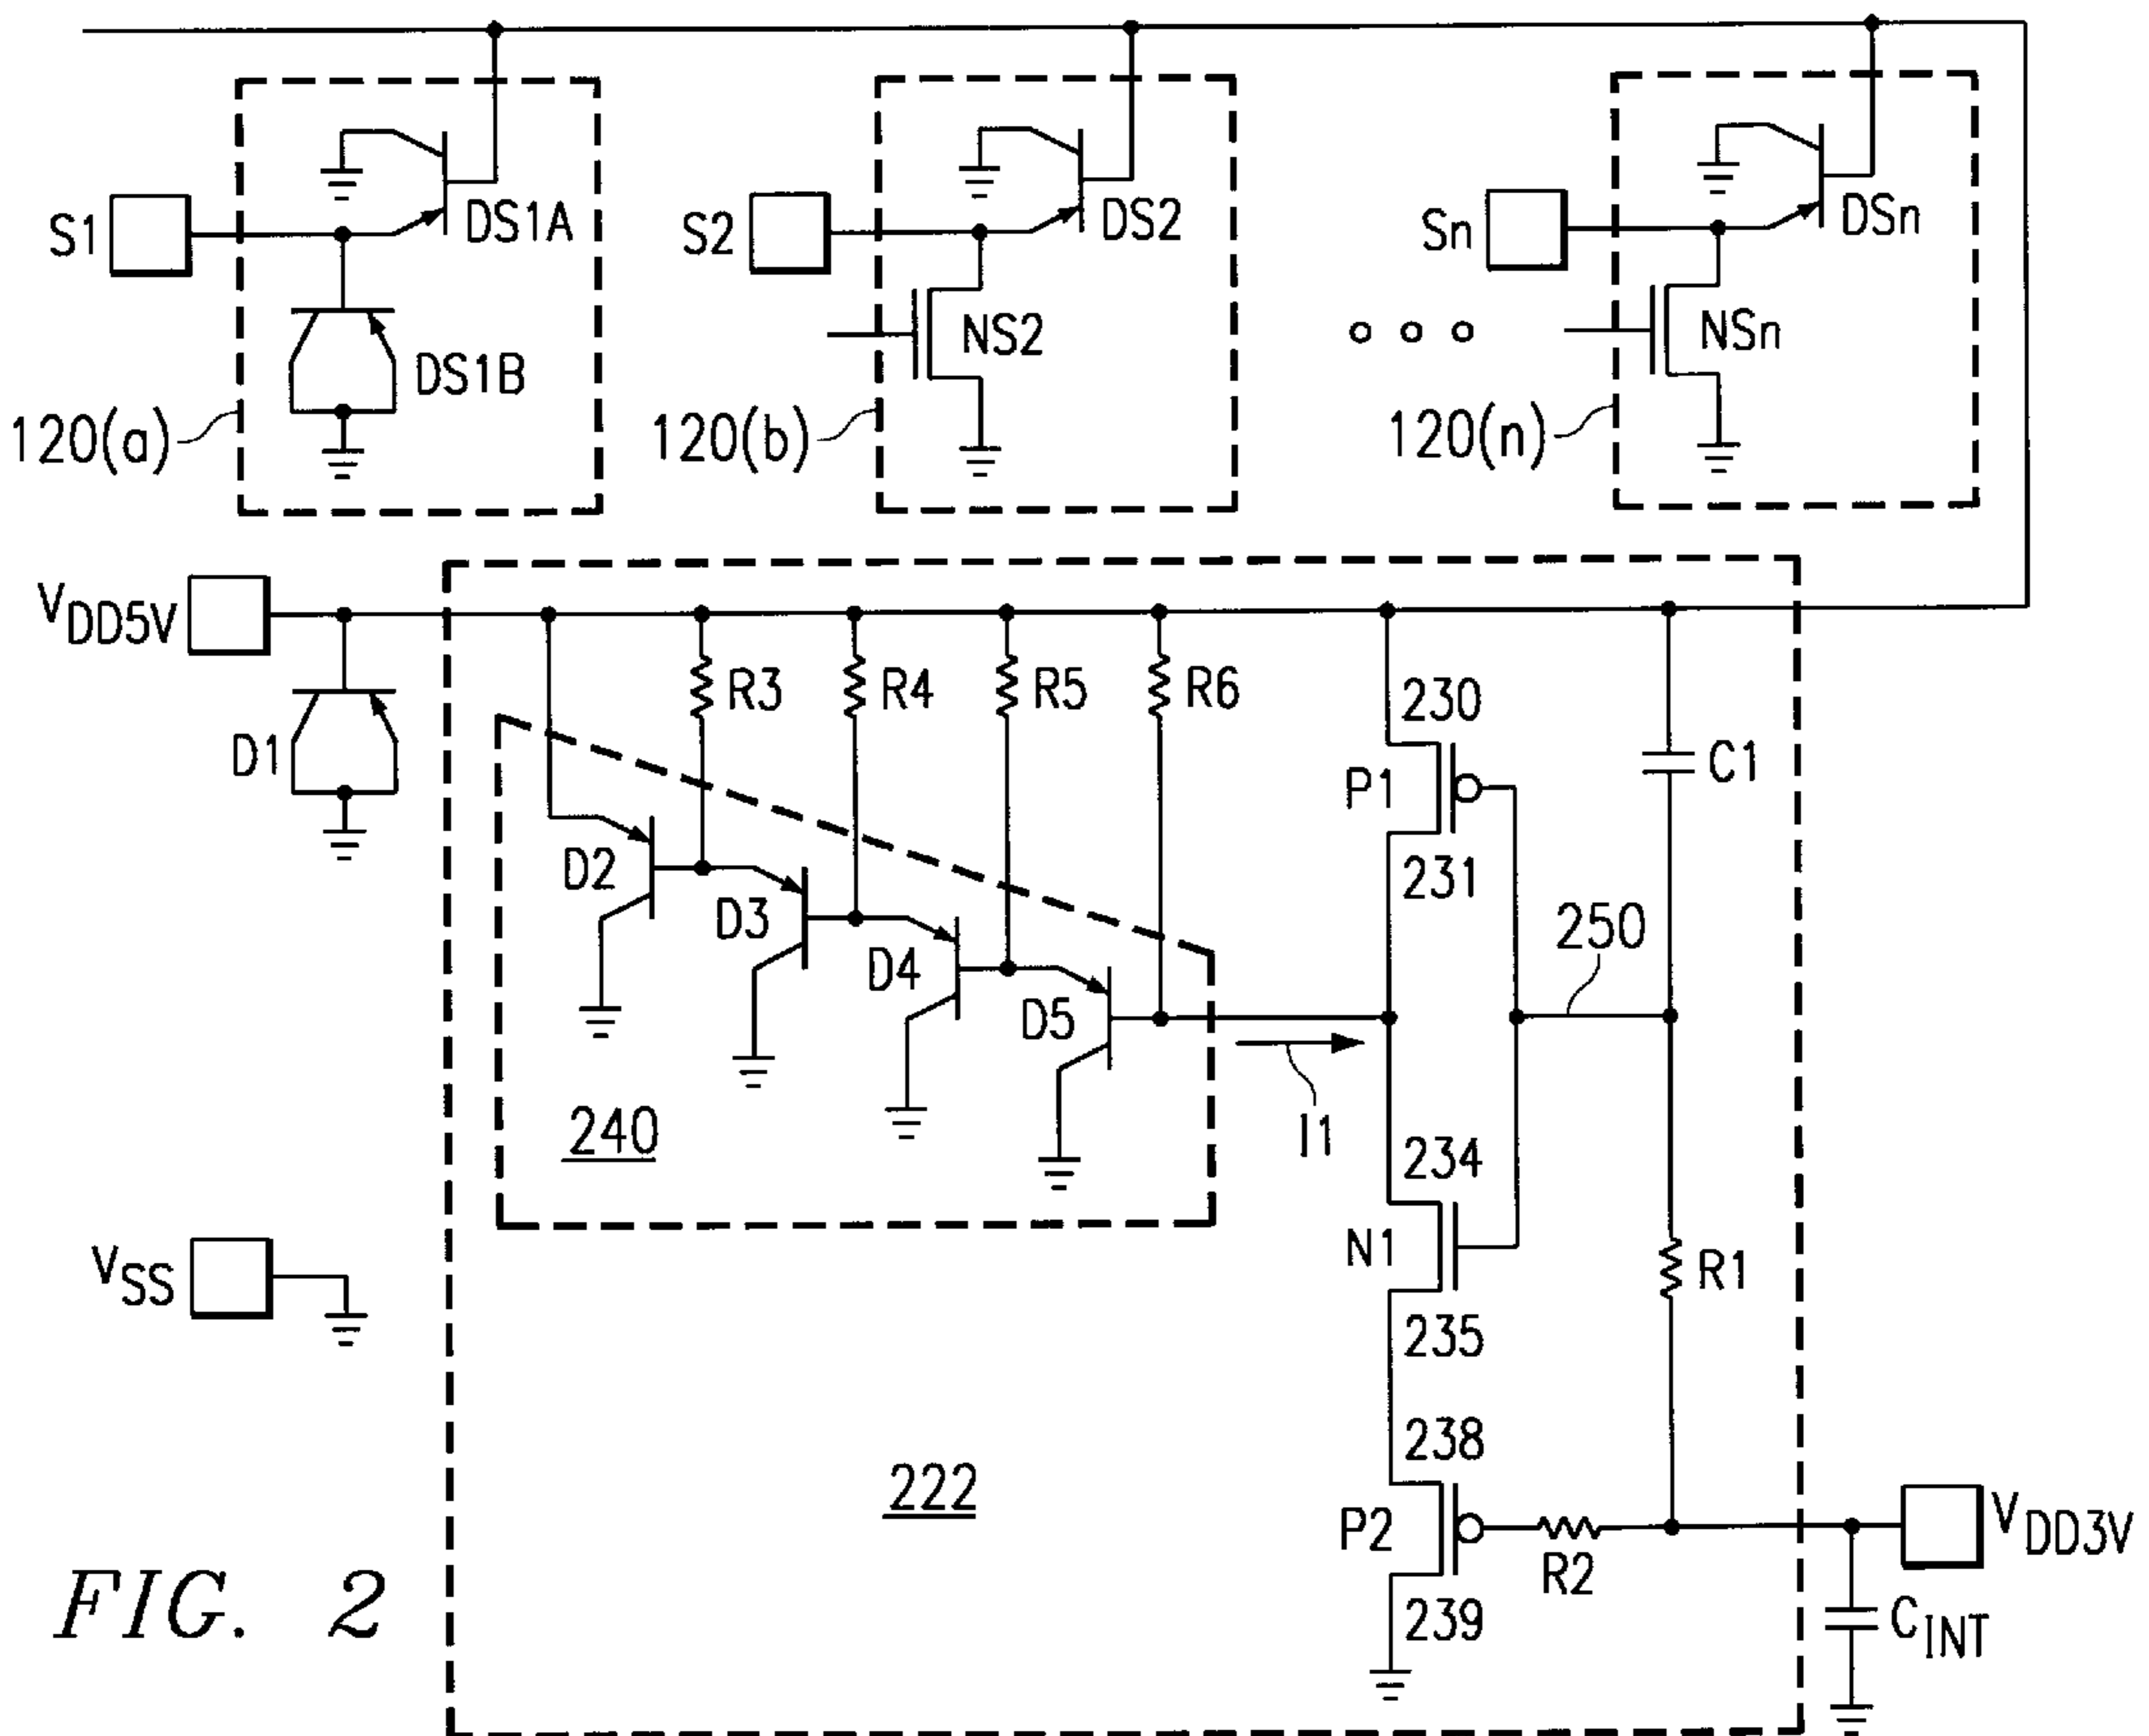 S1
DS1A
DS1B
120(a)
S2
DS2
NS2
120(b)
Sn
DSn
NSn
120(n)
VDD5V
D1
R3
R4
R5
R6
230
P1
231
C1
D2
D3
D4
D5
250
I1
240
234
N1
235
R1
VSS
238
P2
239
R2
222
VDD3V
CINT
FIG. 2